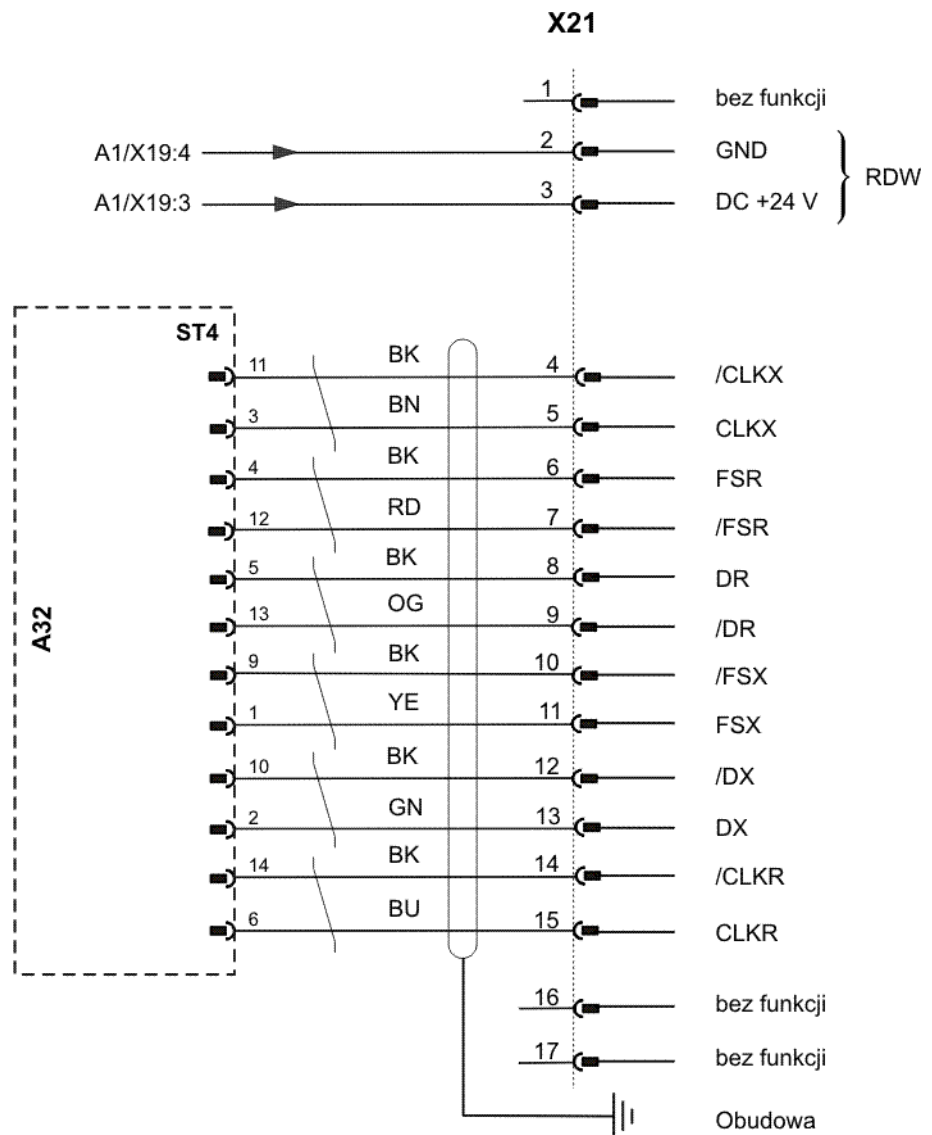 X21
1 bez funkcji
A1/X19:4 2 GND
RDW
A1/X19:3 3 DC +24 V
ST4
11 BK 4 /CLKX
3 BN 5 CLKX
4 BK 6 FSR
12 RD 7 /FSR
5 BK 8 DR
13 OG 9 /DR
A32
9 BK 10 /FSX
1 YE 11 FSX
10 BK 12 /DX
2 GN 13 DX
14 BK 14 /CLKR
6 BU 15 CLKR
16 bez funkcji
17 bez funkcji
Obudowa